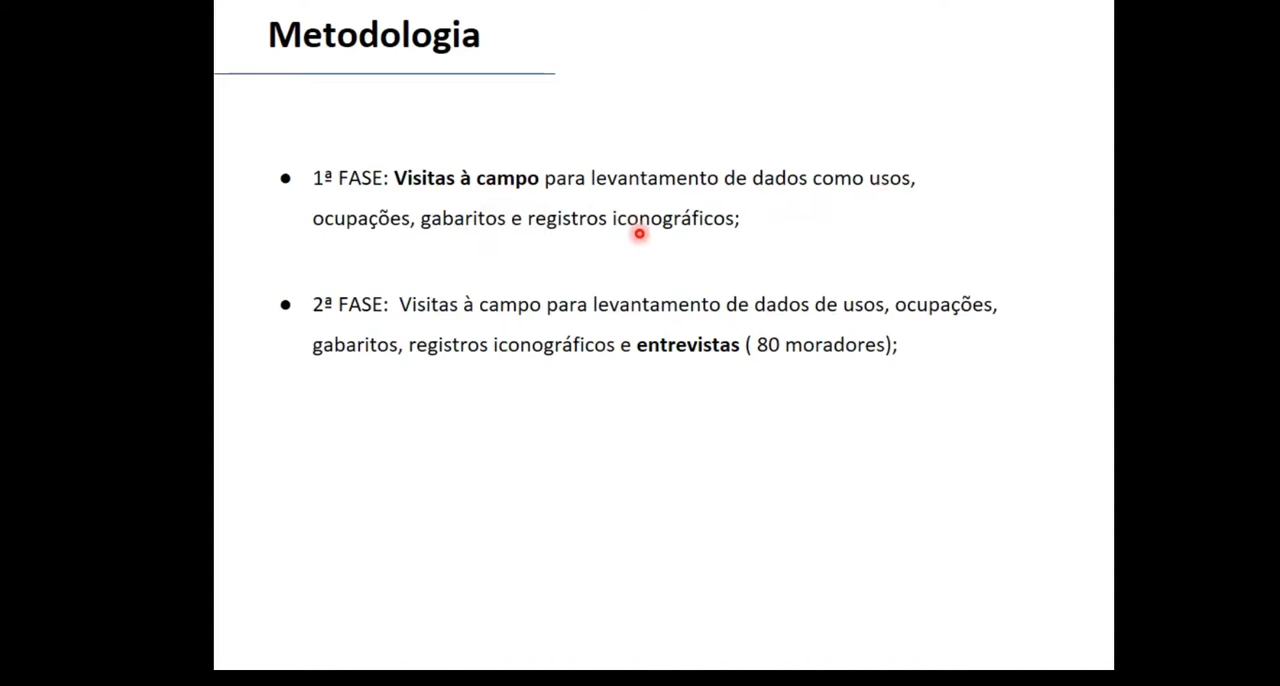 Metodologia
● 1ª FASE: Visitas à campo para levantamento de dados como usos,
ocupações, gabaritos e registros iconográficos;
● 2ª FASE:  Visitas à campo para levantamento de dados de usos, ocupações,
gabaritos, registros iconográficos e entrevistas ( 80 moradores);